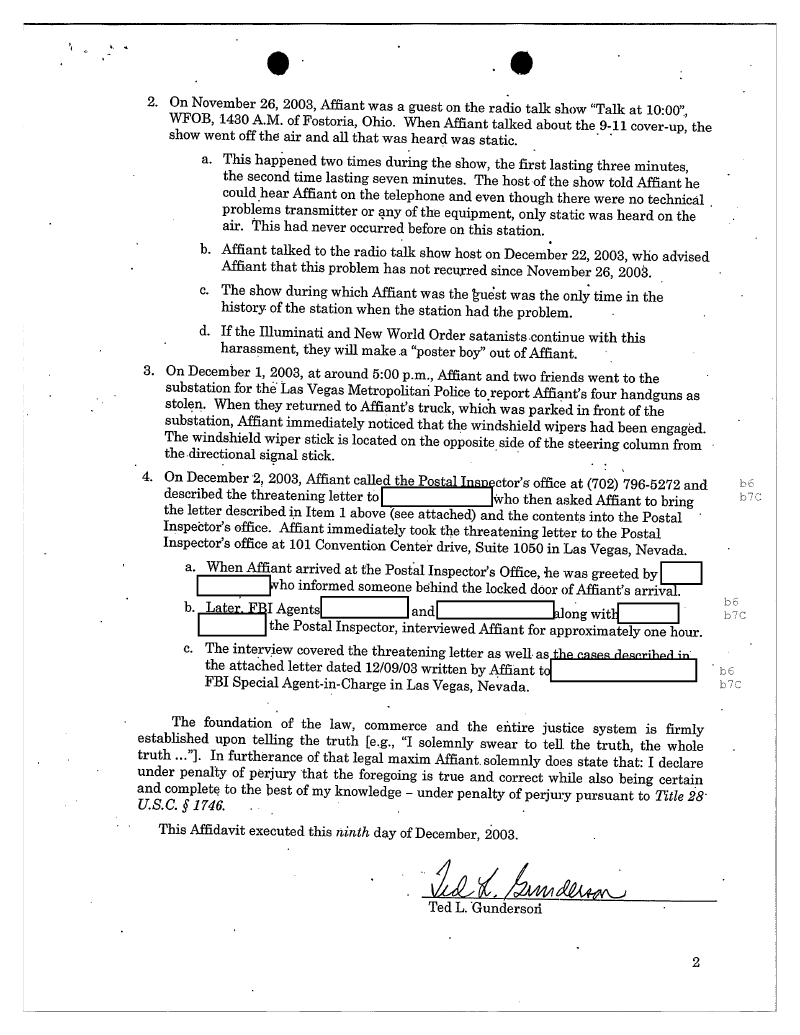 2. On November 26, 2003, Affiant was a guest on the radio talk show "Talk at 10:00",
WFOB, 1430 A.M. of Fostoria, Ohio. When Affiant talked about the 9-11 cover-up, the
show went off the air and all that was heard was static.
a. This happened two times during the show, the first lasting three minutes,
the second time lasting seven minutes. The host of the show told Affiant he
could hear Affiant on the telephone and even though there were no technical
problems transmitter or any of the equipment, only static was heard on the
air. This had never occurred before on this station.
b. Affiant talked to the radio talk show host on December 22, 2003, who advised
Affiant that this problem has not recurred since November 26, 2003.
c. The show during which Affiant was the guest was the only time in the
history of the station when the station had the problem.
d. If the Illuminati and New World Order satanists continue with this
harassment, they will make a "poster boy" out of Affiant.
3. On December 1, 2003, at around 5:00 p.m., Affiant and two friends went to the
substation for the Las Vegas Metropolitan Police to report Affiant's four handguns as
stolen. When they returned to Affiant's truck, which was parked in front of the
substation, Affiant immediately noticed that the windshield wipers had been engaged.
The windshield wiper stick is located on the opposite side of the steering column from
the directional signal stick.
4. On December 2, 2003, Affiant called the Postal Inspector's office at (702) 796-5272 and
described the threatening letter to who then asked Affiant to bring
the letter described in Item 1 above (see attached) and the contents into the Postal
Inspector's office. Affiant immediately took the threatening letter to the Postal
Inspector's office at 101 Convention Center drive, Suite 1050 in Las Vegas, Nevada.
b6
b7C
a. When Affiant arrived at the Postal Inspector's Office, he was greeted by
who informed someone behind the locked door of Affiant's arrival.
b. Later, FBI Agents and along with
the Postal Inspector, interviewed Affiant for approximately one hour.
b6
b7C
c. The interview covered the threatening letter as well as the cases described in
the attached letter dated 12/09/03 written by Affiant to
FBI Special Agent-in-Charge in Las Vegas, Nevada.
b6
b7C
The foundation of the law, commerce and the entire justice system is firmly
established upon telling the truth [e.g., "I solemnly swear to tell the truth, the whole
truth ..."]. In furtherance of that legal maxim Affiant solemnly does state that: I declare
under penalty of perjury that the foregoing is true and correct while also being certain
and complete to the best of my knowledge – under penalty of perjury pursuant to Title 28
U.S.C. § 1746.
This Affidavit executed this ninth day of December, 2003.
Ted L. Gunderson
Ted L. Gunderson
2